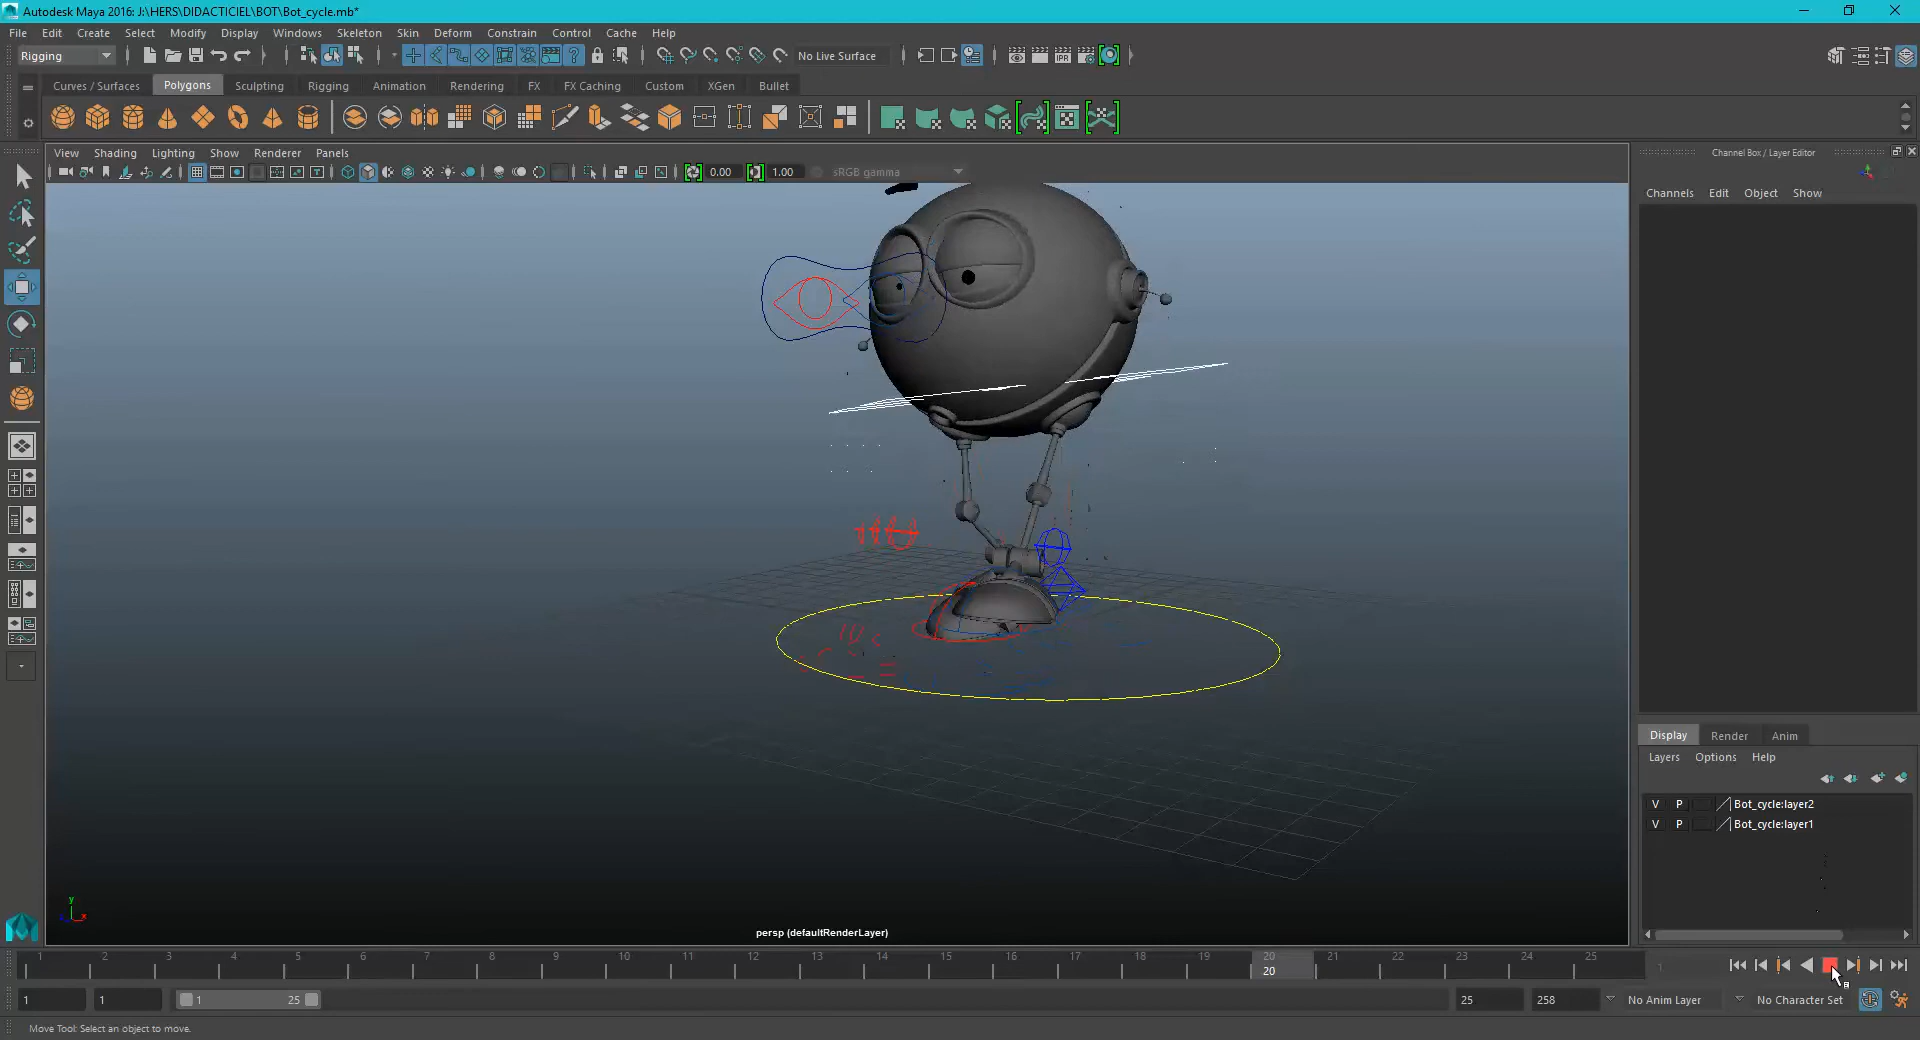 Autodesk Maya 2016: J:\HERS\DIDACTICIEL\BOT\Bot_cycle.mb*
File Edit Create Select Modify Display Windows Skeleton Skin Deform Constrain Control Cache Help
Rigging No Live Surface
Curves / Surfaces Polygons Sculpting Rigging Animation Rendering FX FX Caching Custom XGen Bullet
View Shading Lighting Show Renderer Panels
Channel Box / Layer Editor
0.00 1.00 sRGB gamma
Channels Edit Object Show
Display Render Anim
Layers Options Help
V P Bot_cycle:layer2
V P Bot_cycle:layer1
y
x
persp (defaultRenderLayer)
1 2 3 4 5 6 7 8 9 10 11 12 13 14 15 16 17 18 19 20 21 22 23 24 25
20
1
1 1 1 25 25 258 No Anim Layer No Character Set
Move Tool: Select an object to move.